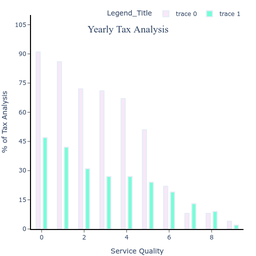 Legend_Title
trace 0
trace 1
Yearly Tax Analysis
% of Tax Analysis
105
90
75
60
45
30
15
0
0
2
4
6
8
Service Quality